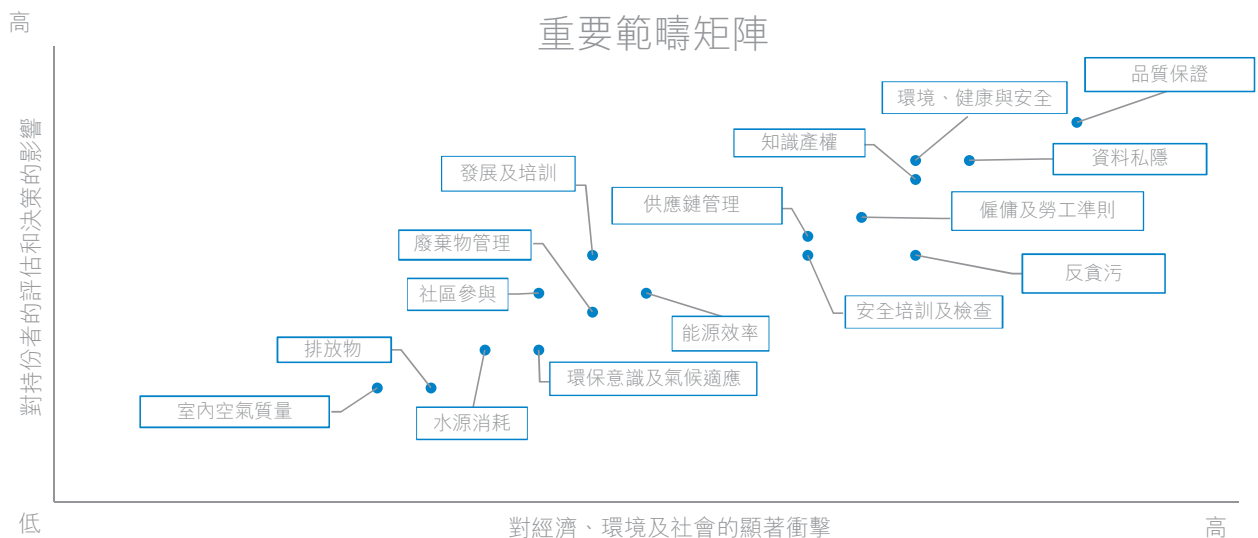 高
重要範疇矩陣
品質保證
環境、健康與安全
知識產權
資料私隱
發展及培訓
供應鏈管理
僱傭及勞工準則
廢棄物管理
反貪污
社區參與
安全培訓及檢查
能源效率
排放物
環保意識及氣候適應
室內空氣質量
水源消耗
對持份者的評估和決策的影響
低
對經濟、環境及社會的顯著衝擊
高